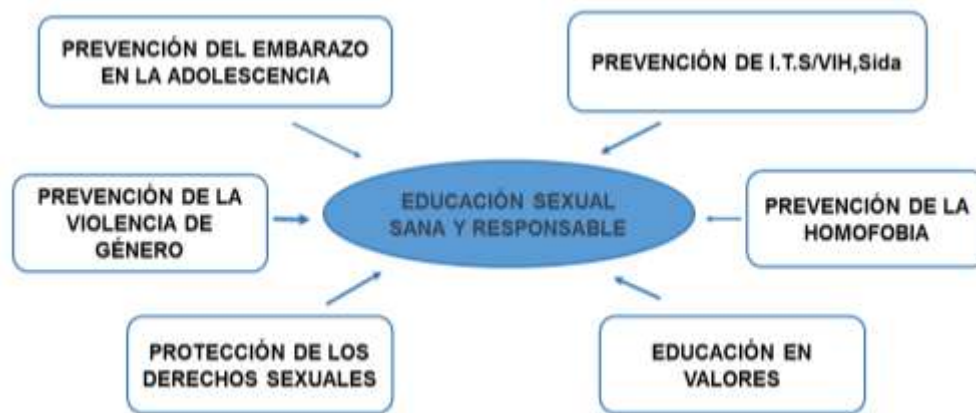 PREVENCIÓN DEL EMBARAZO
EN LA ADOLESCENCIA
PREVENCIÓN DE I.T.S/VIH,Sida
PREVENCIÓN DE LA
VIOLENCIA DE
GÉNERO
EDUCACIÓN SEXUAL
SANA Y RESPONSABLE
PREVENCIÓN DE LA
HOMOFOBIA
PROTECCIÓN DE LOS
DERECHOS SEXUALES
EDUCACIÓN EN
VALORES